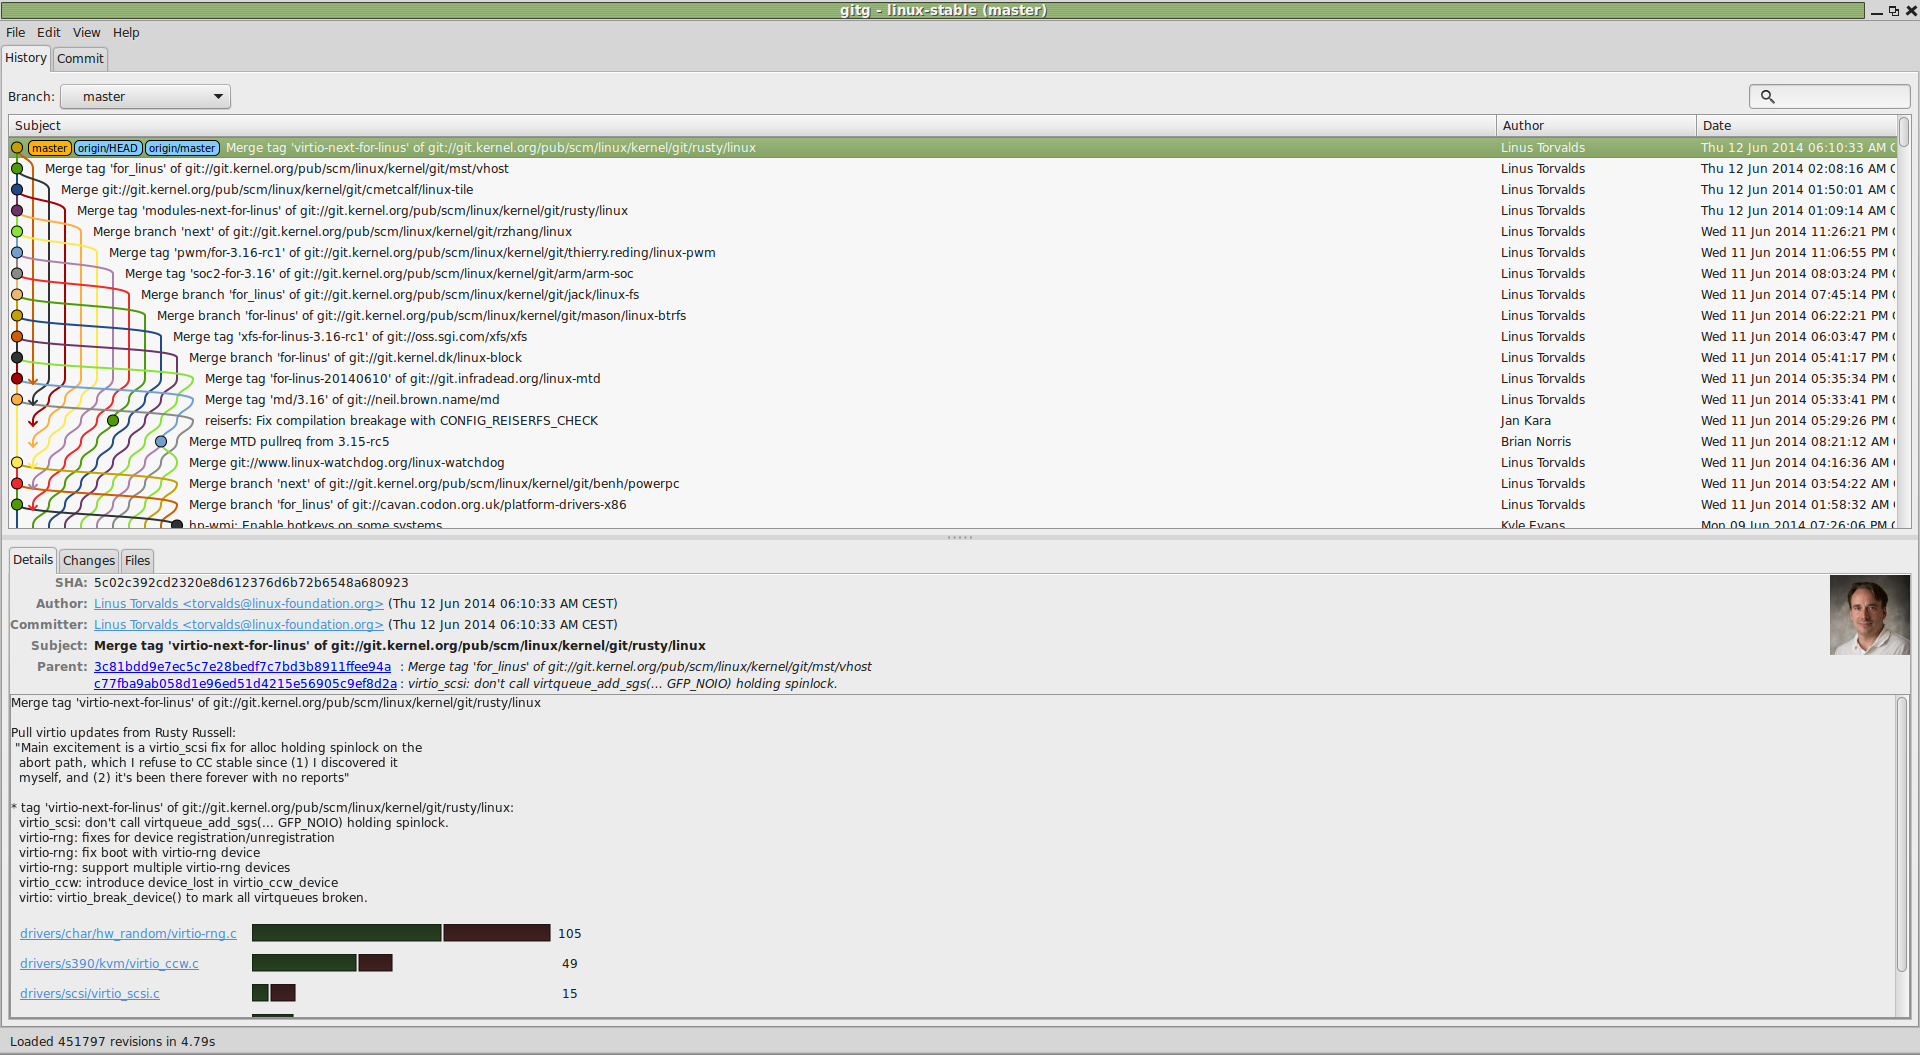 gitg - linux-stable (master)
File Edit View Help
History Commit
Branch: master
Subject Author Date
master origin/HEAD origin/master Merge tag 'virtio-next-for-linus' of git://git.kernel.org/pub/scm/linux/kernel/git/rusty/linux Linus Torvalds Thu 12 Jun 2014 06:10:33 AM
Merge tag 'for_linus' of git://git.kernel.org/pub/scm/linux/kernel/git/mst/vhost Linus Torvalds Thu 12 Jun 2014 02:08:16 AM
Merge git://git.kernel.org/pub/scm/linux/kernel/git/cmetcalf/linux-tile Linus Torvalds Thu 12 Jun 2014 01:50:01 AM
Merge tag 'modules-next-for-linus' of git://git.kernel.org/pub/scm/linux/kernel/git/rusty/linux Linus Torvalds Thu 12 Jun 2014 01:09:14 AM
Merge branch 'next' of git://git.kernel.org/pub/scm/linux/kernel/git/rzhang/linux Linus Torvalds Wed 11 Jun 2014 11:26:21 PM
Merge tag 'pwm/for-3.16-rc1' of git://git.kernel.org/pub/scm/linux/kernel/git/thierry.reding/linux-pwm Linus Torvalds Wed 11 Jun 2014 11:06:55 PM
Merge tag 'soc2-for-3.16' of git://git.kernel.org/pub/scm/linux/kernel/git/arm/arm-soc Linus Torvalds Wed 11 Jun 2014 08:03:24 PM
Merge branch 'for_linus' of git://git.kernel.org/pub/scm/linux/kernel/git/jack/linux-fs Linus Torvalds Wed 11 Jun 2014 07:45:14 PM
Merge branch 'for-linus' of git://git.kernel.org/pub/scm/linux/kernel/git/mason/linux-btrfs Linus Torvalds Wed 11 Jun 2014 06:22:21 PM
Merge tag 'xfs-for-linus-3.16-rc1' of git://oss.sgi.com/xfs/xfs Linus Torvalds Wed 11 Jun 2014 06:03:47 PM
Merge branch 'for-linus' of git://git.kernel.dk/linux-block Linus Torvalds Wed 11 Jun 2014 05:41:17 PM
Merge tag 'for-linus-20140610' of git://git.infradead.org/linux-mtd Linus Torvalds Wed 11 Jun 2014 05:35:34 PM
Merge tag 'md/3.16' of git://neil.brown.name/md Linus Torvalds Wed 11 Jun 2014 05:33:41 PM
reiserfs: Fix compilation breakage with CONFIG_REISERFS_CHECK Jan Kara Wed 11 Jun 2014 05:29:26 PM
Merge MTD pullreq from 3.15-rc5 Brian Norris Wed 11 Jun 2014 08:21:12 AM
Merge git://www.linux-watchdog.org/linux-watchdog Linus Torvalds Wed 11 Jun 2014 04:16:36 AM
Merge branch 'next' of git://git.kernel.org/pub/scm/linux/kernel/git/benh/powerpc Linus Torvalds Wed 11 Jun 2014 03:54:22 AM
Merge branch 'for_linus' of git://cavan.codon.org.uk/platform-drivers-x86 Linus Torvalds Wed 11 Jun 2014 01:58:32 AM
hp-wmi: Enable hotkeys on some systems Kyle Evans Mon 09 Jun 2014 07:26:06 PM
Details Changes Files
SHA: 5c02c392cd2320e8d612376d6b72b6548a680923
Author: Linus Torvalds <torvalds@linux-foundation.org> (Thu 12 Jun 2014 06:10:33 AM CEST)
Committer: Linus Torvalds <torvalds@linux-foundation.org> (Thu 12 Jun 2014 06:10:33 AM CEST)
Subject: Merge tag 'virtio-next-for-linus' of git://git.kernel.org/pub/scm/linux/kernel/git/rusty/linux
Parent: 3c81bdd9e7ec5c7e28bedf7c7bd3b8911ffee94a : Merge tag 'for_linus' of git://git.kernel.org/pub/scm/linux/kernel/git/mst/vhost
c77fba9ab058d1e96ed51d4215e56905c9ef8d2a : virtio_scsi: don't call virtqueue_add_sgs(... GFP_NOIO) holding spinlock.
Merge tag 'virtio-next-for-linus' of git://git.kernel.org/pub/scm/linux/kernel/git/rusty/linux
Pull virtio updates from Rusty Russell:
"Main excitement is a virtio_scsi fix for alloc holding spinlock on the
abort path, which I refuse to CC stable since (1) I discovered it
myself, and (2) it's been there forever with no reports"
* tag 'virtio-next-for-linus' of git://git.kernel.org/pub/scm/linux/kernel/git/rusty/linux:
virtio_scsi: don't call virtqueue_add_sgs(... GFP_NOIO) holding spinlock.
virtio-rng: fixes for device registration/unregistration
virtio-rng: fix boot with virtio-rng device
virtio-rng: support multiple virtio-rng devices
virtio_ccw: introduce device_lost in virtio_ccw_device
virtio: virtio_break_device() to mark all virtqueues broken.
drivers/char/hw_random/virtio-rng.c 105
drivers/s390/kvm/virtio_ccw.c 49
drivers/scsi/virtio_scsi.c 15
Loaded 451797 revisions in 4.79s